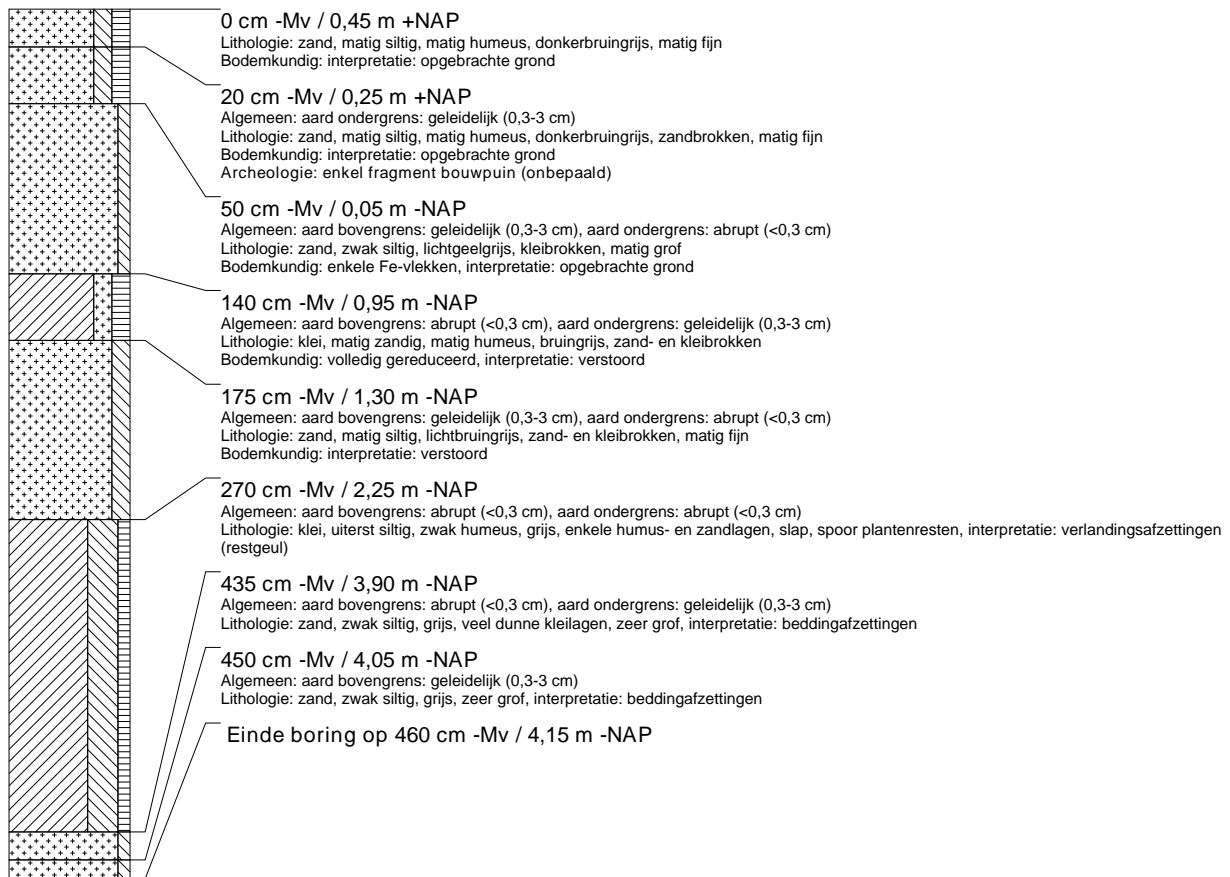 0 cm -Mv / 0,45 m +NAP
Lithologie: zand, matig siltig, matig humeus, donkerbruingrijs, matig fijn
Bodemkundig: interpretatie: opgebrachte grond
20 cm -Mv / 0,25 m +NAP
Algemeen: aard ondergrens: geleidelijk (0,3-3 cm)
Lithologie: zand, matig siltig, matig humeus, donkerbruingrijs, zandbrokken, matig fijn
Bodemkundig: interpretatie: opgebrachte grond
Archeologie: enkel fragment bouwpuin (onbepaald)
50 cm -Mv / 0,05 m -NAP
Algemeen: aard bovengrens: geleidelijk (0,3-3 cm), aard ondergrens: abrupt (<0,3 cm)
Lithologie: zand, zwak siltig, lichtgeelgrijs, kleibrokken, matig grof
Bodemkundig: enkele Fe-vlekken, interpretatie: opgebrachte grond
140 cm -Mv / 0,95 m -NAP
Algemeen: aard bovengrens: abrupt (<0,3 cm), aard ondergrens: geleidelijk (0,3-3 cm)
Lithologie: klei, matig zandig, matig humeus, bruingrijs, zand- en kleibrokken
Bodemkundig: volledig gereduceerd, interpretatie: verstoord
175 cm -Mv / 1,30 m -NAP
Algemeen: aard bovengrens: geleidelijk (0,3-3 cm), aard ondergrens: abrupt (<0,3 cm)
Lithologie: zand, matig siltig, lichtbruingrijs, zand- en kleibrokken, matig fijn
Bodemkundig: interpretatie: verstoord
270 cm -Mv / 2,25 m -NAP
Algemeen: aard bovengrens: abrupt (<0,3 cm), aard ondergrens: abrupt (<0,3 cm)
Lithologie: klei, uiterst siltig, zwak humeus, grijs, enkele humus- en zandlagen, slap, spoor plantenresten, interpretatie: verlandingsafzettingen
(restgeul)
435 cm -Mv / 3,90 m -NAP
Algemeen: aard bovengrens: abrupt (<0,3 cm), aard ondergrens: geleidelijk (0,3-3 cm)
Lithologie: zand, zwak siltig, grijs, veel dunne kleilagen, zeer grof, interpretatie: beddingafzettingen
450 cm -Mv / 4,05 m -NAP
Algemeen: aard bovengrens: geleidelijk (0,3-3 cm)
Lithologie: zand, zwak siltig, grijs, zeer grof, interpretatie: beddingafzettingen
Einde boring op 460 cm -Mv / 4,15 m -NAP